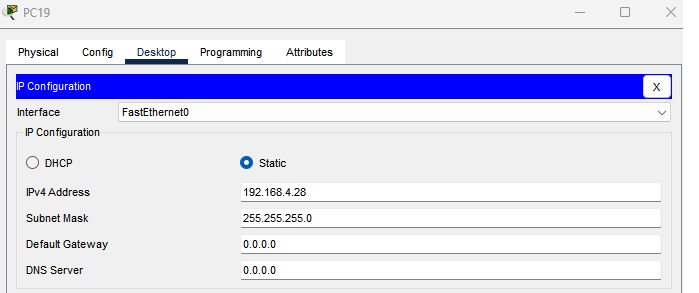 PC19
Physical Config Desktop Programming Attributes
IP Configuration X
Interface FastEthernet0
IP Configuration
DHCP Static
IPv4 Address 192.168.4.28
Subnet Mask 255.255.255.0
Default Gateway 0.0.0.0
DNS Server 0.0.0.0